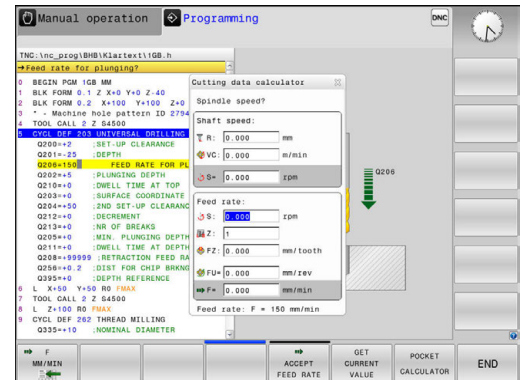 Manual operation
Programming
DNC
TNC:\nc_prog\BHB\Klartext\1GB.h
→Feed rate for plunging?
0 BEGIN PGM 1GB MM
1 BLK FORM 0.1 Z X+0 Y+0 Z-40
2 BLK FORM 0.2 X+100 Y+100 Z+0
3 * - Machine hole pattern ID 2794
4 TOOL CALL 2 Z S4500
5 CYCL DEF 203 UNIVERSAL DRILLING
Q200=+2 ;SET-UP CLEARANCE
Q201=-25 ;DEPTH
Q206=150 FEED RATE FOR PL
Q202=+5 ;PLUNGING DEPTH
Q210=+0 ;DWELL TIME AT TOP
Q203=+0 ;SURFACE COORDINATE
Q204=+50 ;2ND SET-UP CLEARANC
Q212=+0 ;DECREMENT
Q213=+0 ;NR OF BREAKS
Q205=+0 ;MIN. PLUNGING DEPTH
Q211=+0 ;DWELL TIME AT DEPTH
Q208=+99999 ;RETRACTION FEED RA
Q256=+0.2 ;DIST FOR CHIP BRKNG
Q395=+0 ;DEPTH REFERENCE
6 L X+50 Y+50 R0 FMAX
7 TOOL CALL 2 Z S4500
8 L Z+100 R0 FMAX
9 CYCL DEF 262 THREAD MILLING
Q335=+10 ;NOMINAL DIAMETER
Cutting data calculator
Spindle speed?
Shaft speed:
R: 0.000 mm
VC: 0.000 m/min
S= 0.000 rpm
Feed rate:
S: 0.000 rpm
Z: 1
FZ: 0.000 mm/tooth
FU= 0.000 mm/rev
F= 0.000 mm/min
Feed rate: F = 150 mm/min
Q206
F
MM/MIN
ACCEPT
FEED RATE
GET
CURRENT
VALUE
POCKET
CALCULATOR
END